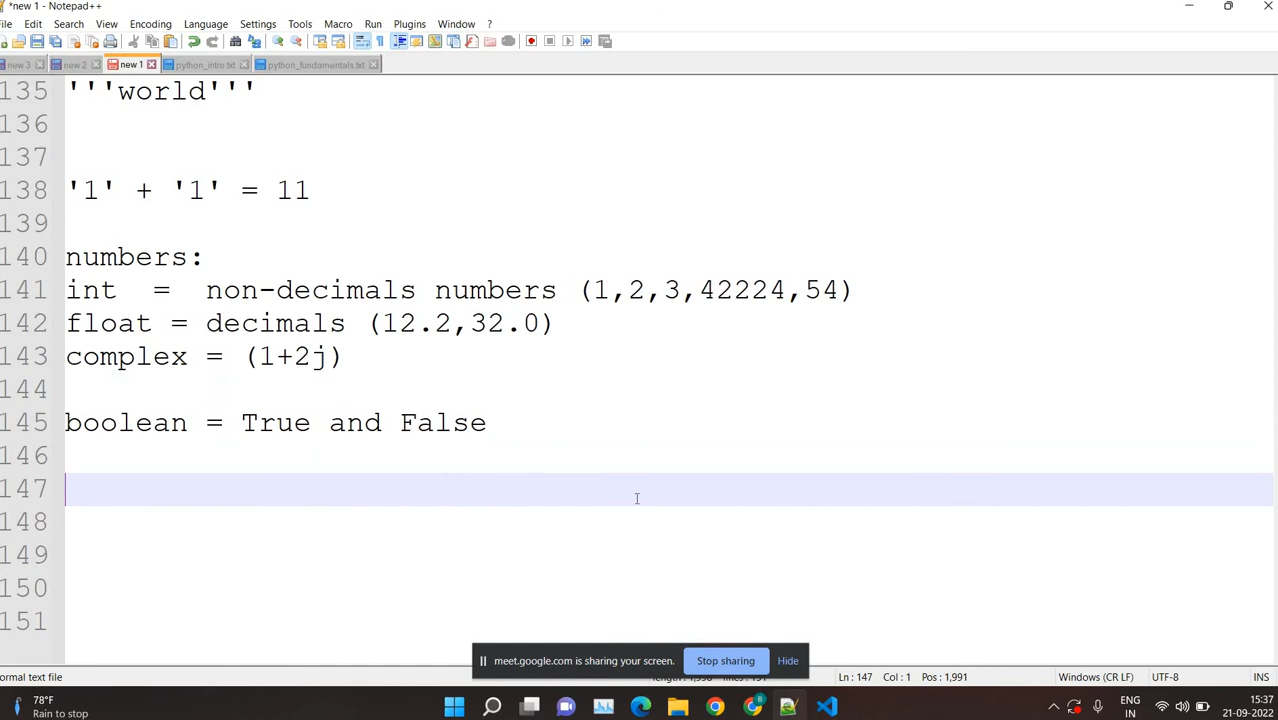 *new 1 - Notepad++
File Edit Search View Encoding Language Settings Tools Macro Run Plugins Window ?
new 3 new 2 new 1 python_intro.txt python_fundamentals.txt
135 '''world'''
136
137
138 '1' + '1' = 11
139
140 numbers:
141 int = non-decimals numbers (1,2,3,42224,54)
142 float = decimals (12.2,32.0)
143 complex = (1+2j)
144
145 boolean = True and False
146
147
148
149
150
151
meet.google.com is sharing your screen. Stop sharing Hide
ormal text file Ln : 147 Col : 1 Pos : 1,991 Windows (CR LF) UTF-8 INS
78°F
Rain to stop
ENG
IN
15:37
21-09-2022